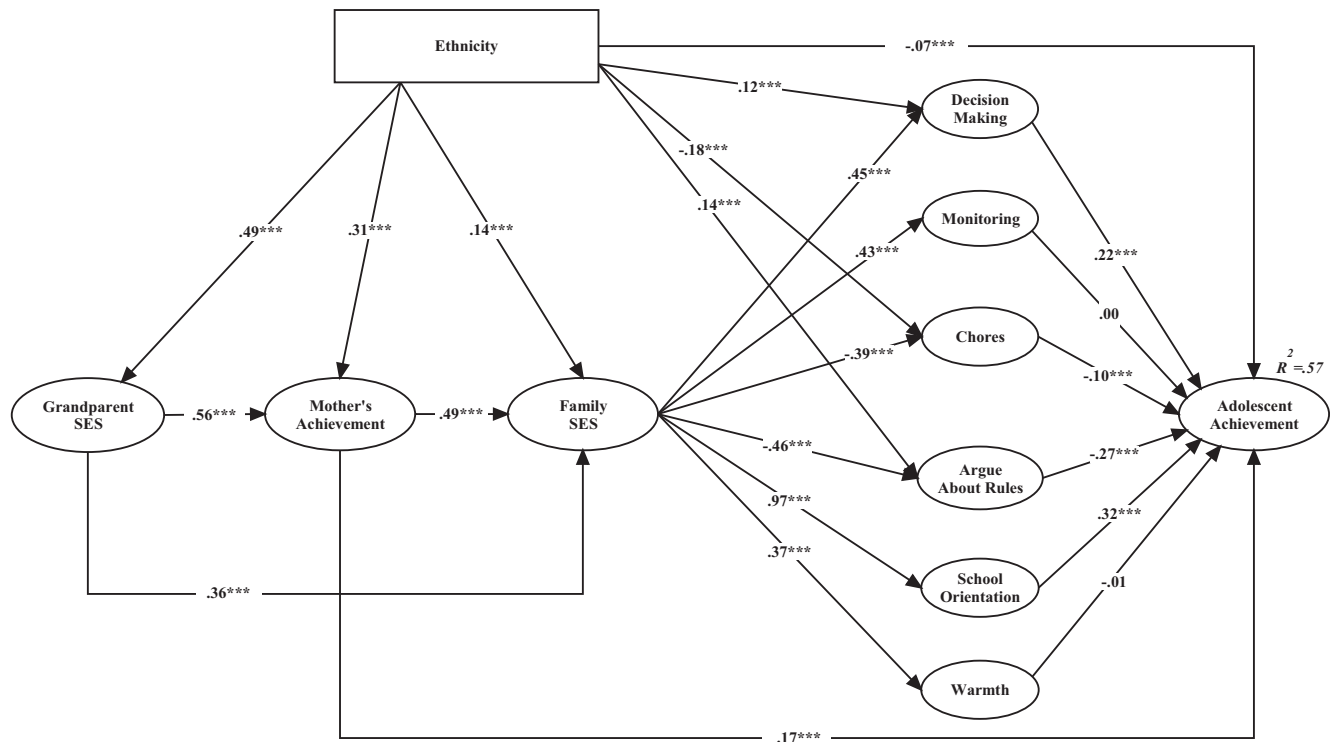 Ethnicity
-.07***
.12***
Decision
Making
-.18***
.45***
.14***
Monitoring
.49***
.31***
.14***
.43***
.22***
.00
Chores
-.39***
-.10***
2
R =.57
Grandparent
SES
.56***
Mother's
Achievement
.49***
Family
SES
Adolescent
Achievement
-.46***
-.27***
Argue
About Rules
.97***
.32***
.37***
School
Orientation
-.01
.36***
Warmth
.17***